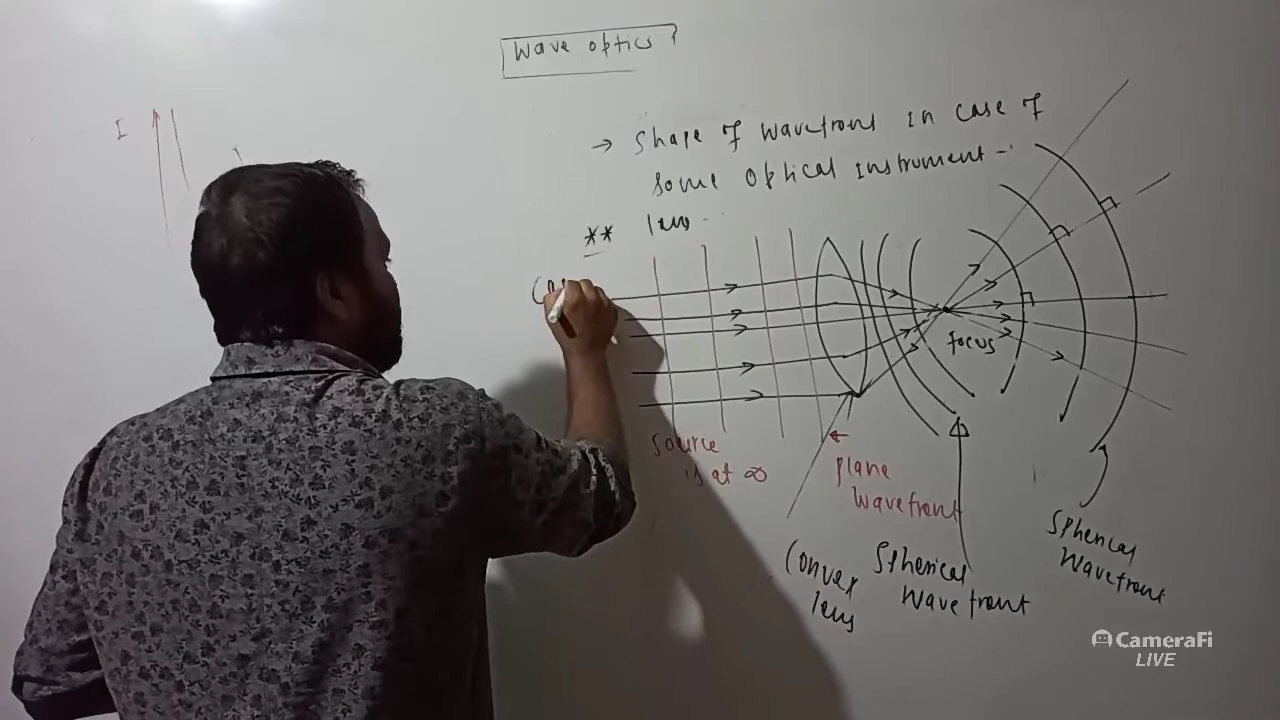 Wave optics
I
→ Shape of wavefront in case of
some optical instrument -
** lens -
focus
Source
is at ∞
plane
wavefront
Convex
lens
Spherical
wavefront
Spherical
wavefront
CameraFi
LIVE